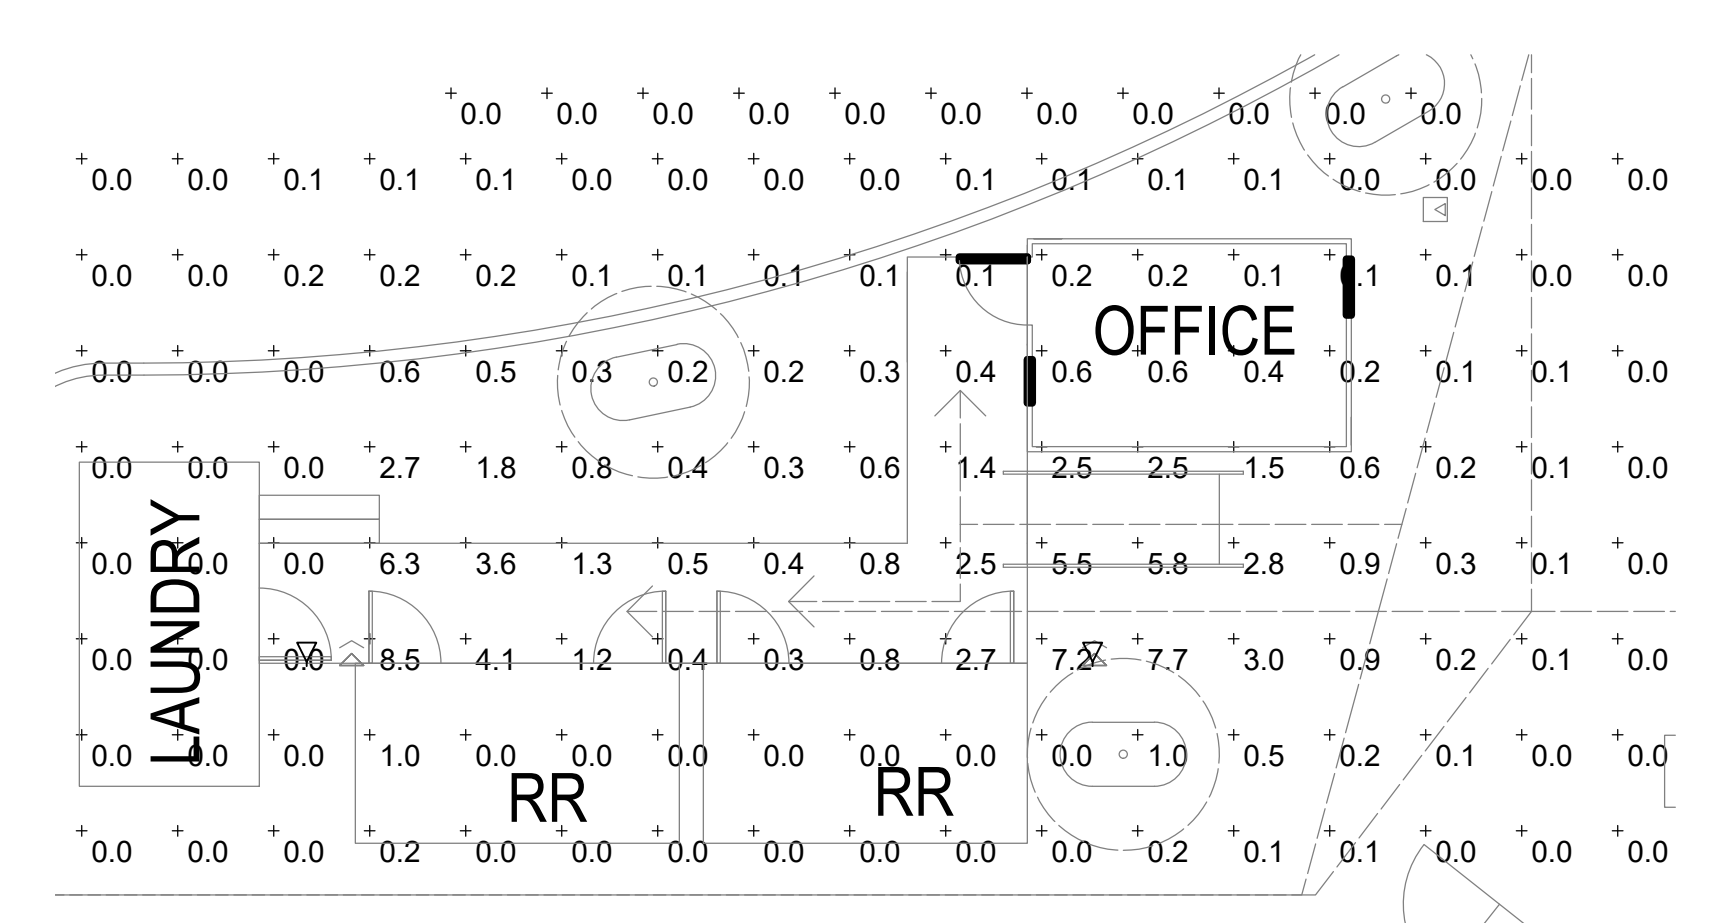 0.0 0.0 0.0 0.0 0.0 0.0 0.0 0.0 0.0 0.0 0.0
0.0 0.0 0.1 0.1 0.1 0.0 0.0 0.0 0.0 0.1 0.1 0.1 0.1 0.0 0.0 0.0 0.0
0.0 0.0 0.2 0.2 0.2 0.1 0.1 0.1 0.1 0.1 0.2 0.2 0.1 0.1 0.1 0.0 0.0
OFFICE
0.0 0.0 0.0 0.6 0.5 0.3 0.2 0.2 0.3 0.4 0.6 0.6 0.4 0.2 0.1 0.1 0.0
0.0 0.0 0.0 2.7 1.8 0.8 0.4 0.3 0.6 1.4 2.5 2.5 1.5 0.6 0.2 0.1 0.0
LAUNDRY
0.0 0.0 0.0 6.3 3.6 1.3 0.5 0.4 0.8 2.5 5.5 5.8 2.8 0.9 0.3 0.1 0.0
0.0 0.0 0.0 8.5 4.1 1.2 0.4 0.3 0.8 2.7 7.2 7.7 3.0 0.9 0.2 0.1 0.0
0.0 0.0 0.0 1.0 0.0 0.0 0.0 0.0 0.0 0.0 0.0 1.0 0.5 0.2 0.1 0.0 0.0
RR RR
0.0 0.0 0.0 0.2 0.0 0.0 0.0 0.0 0.0 0.0 0.0 0.2 0.1 0.1 0.0 0.0 0.0